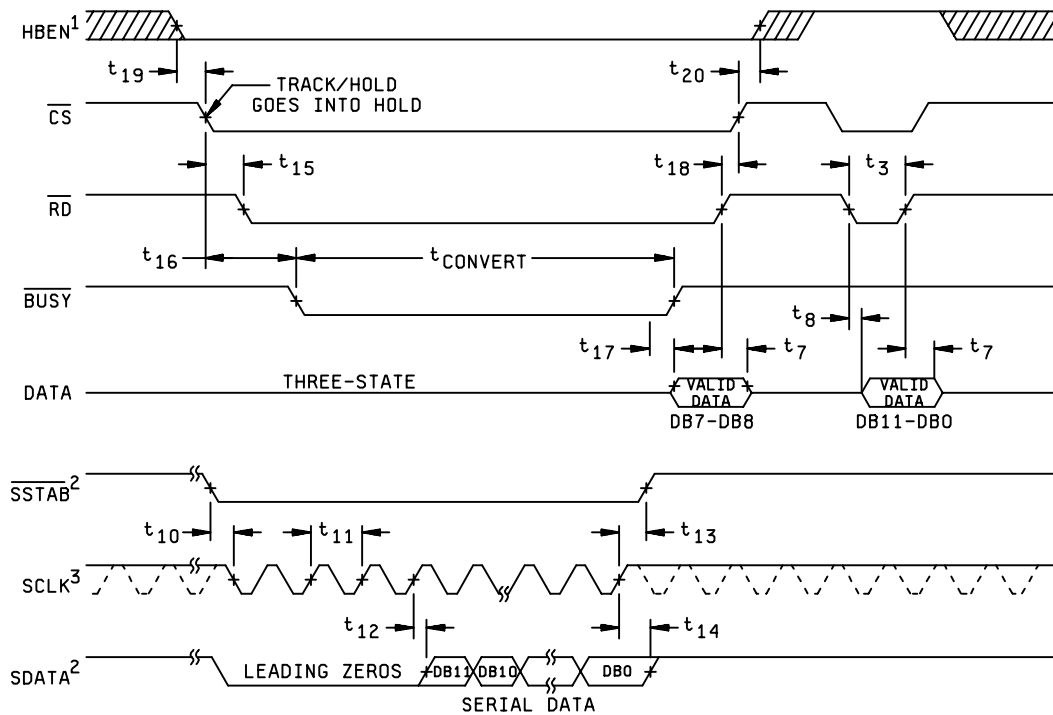 HBEN¹
t19
t20
TRACK/HOLD
GOES INTO HOLD
CS
t15
t18
t3
RD
t16
tCONVERT
BUSY
t8
t17
t7
t7
DATA
THREE-STATE
VALID
DATA
VALID
DATA
DB7-DB8
DB11-DB0
SSTAB²
t10
t11
t13
SCLK³
t12
t14
SDATA²
LEADING ZEROS
DB11
DB10
DB0
SERIAL DATA